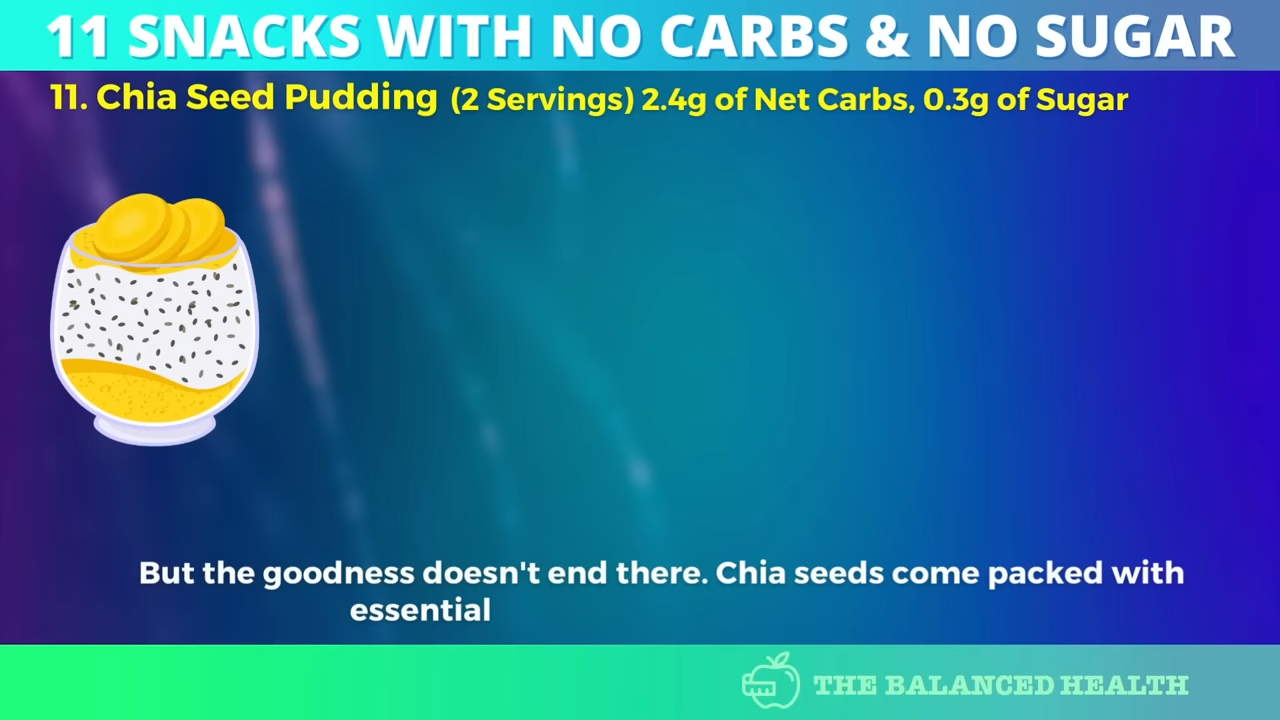 11 SNACKS WITH NO CARBS & NO SUGAR
11. Chia Seed Pudding (2 Servings) 2.4g of Net Carbs, 0.3g of Sugar
But the goodness doesn't end there. Chia seeds come packed with
essential
THE BALANCED HEALTH